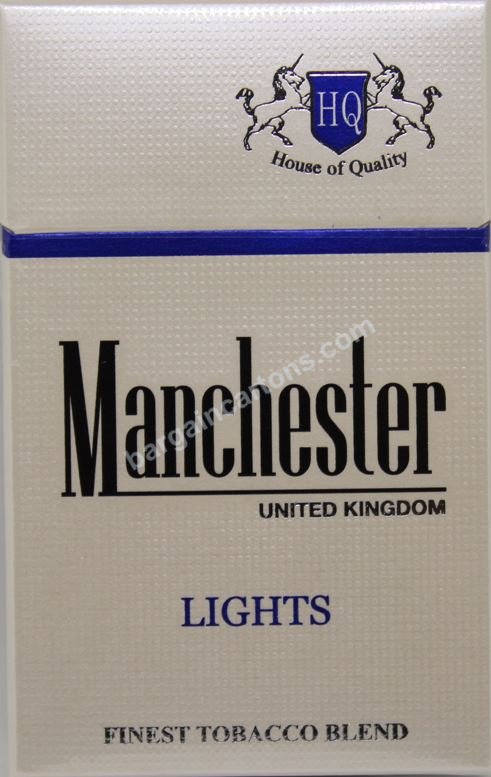 HQ
House of Quality
Manchester
bargaincartons.com
UNITED KINGDOM
LIGHTS
FINEST TOBACCO BLEND